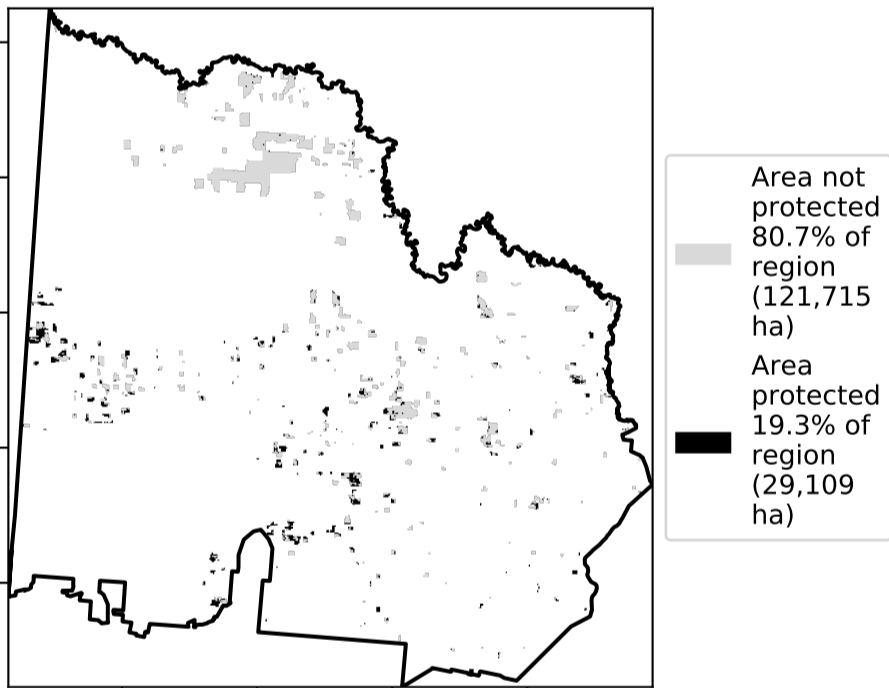 Area not
protected
80.7% of
region
(121,715
ha)
Area
protected
19.3% of
region
(29,109
ha)